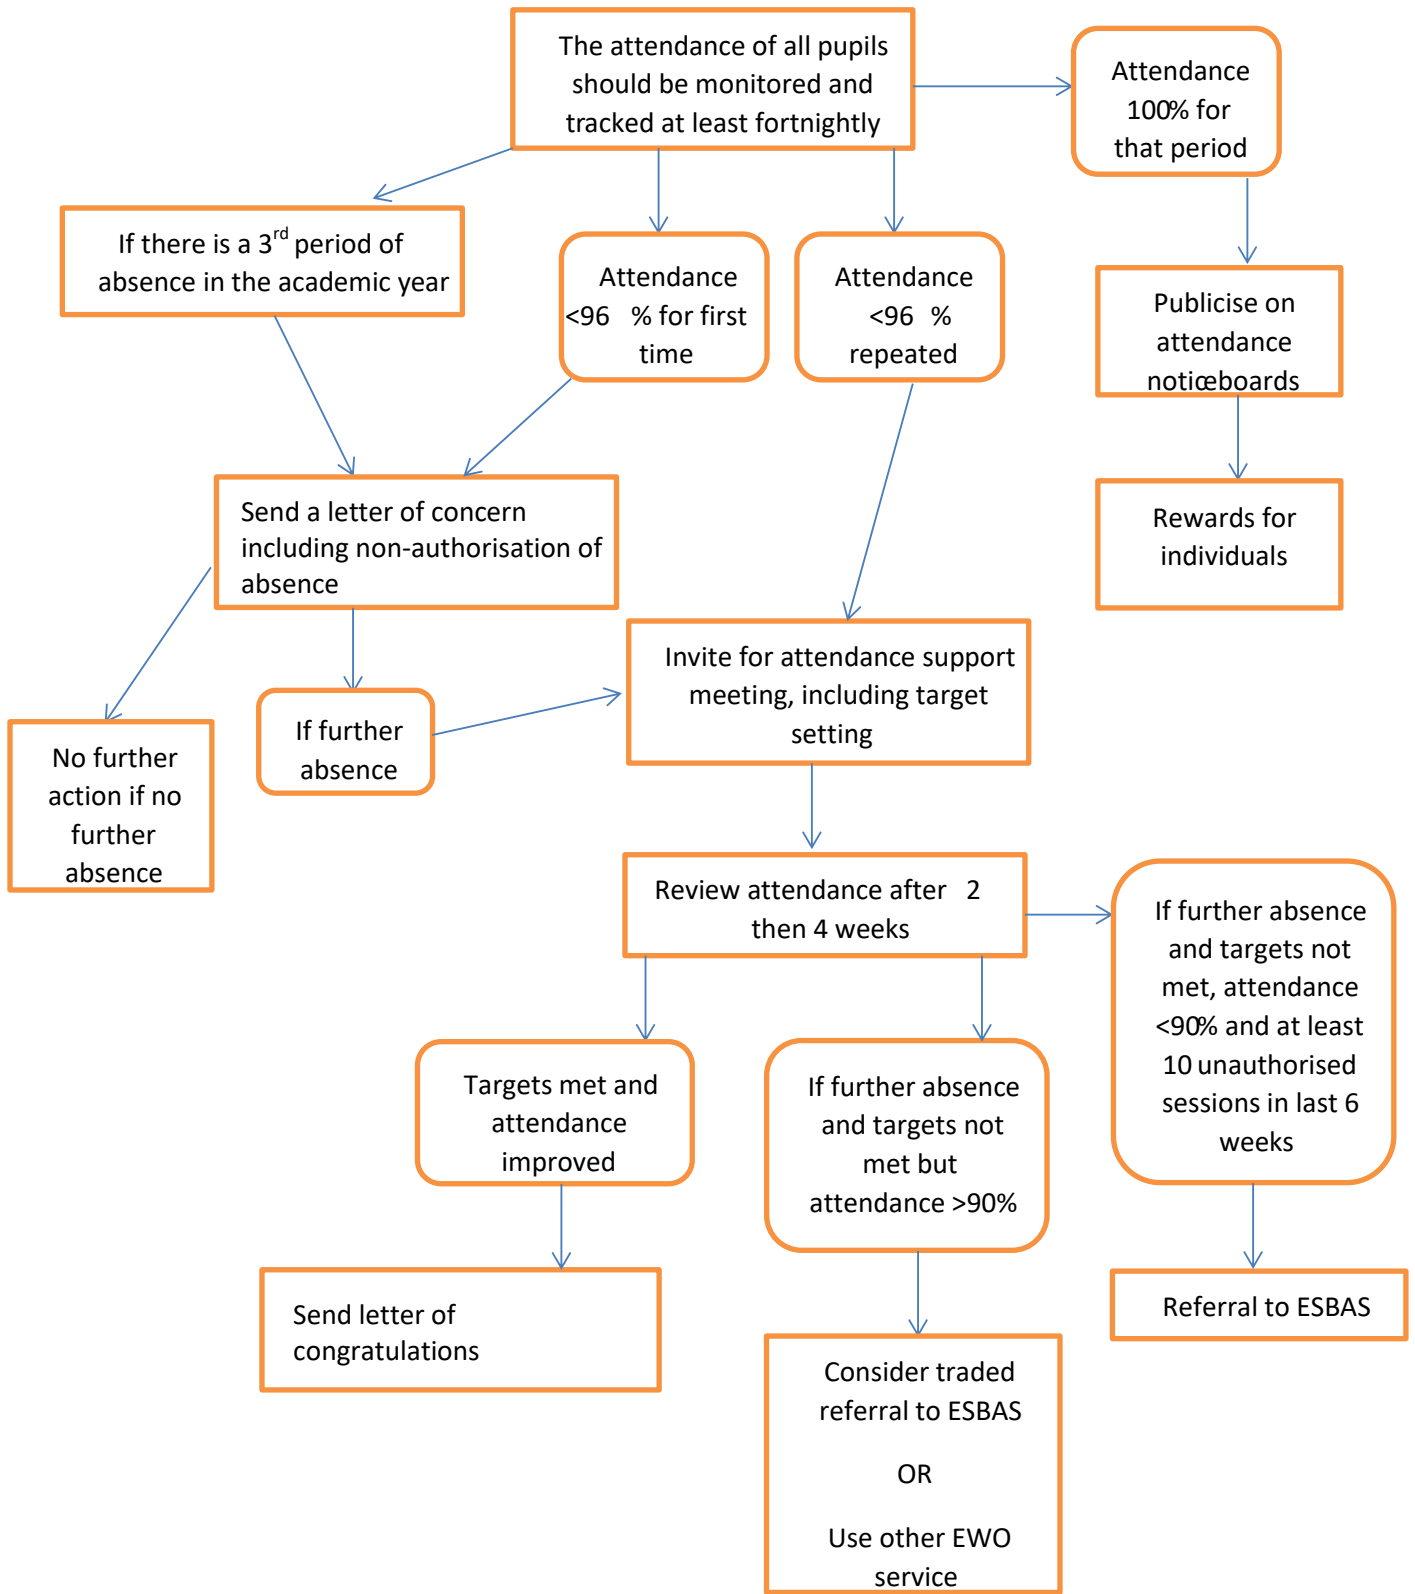 The attendance of all pupils
should be monitored and
tracked at least fortnightly
Attendance
100% for
that period
If there is a 3rd period of
absence in the academic year
Attendance
<96 % for first
time
Attendance
<96 %
repeated
Publicise on
attendance
noticeboards
Send a letter of concern
including non-authorisation of
absence
Rewards for
individuals
Invite for attendance support
meeting, including target
setting
If further
absence
No further
action if no
further
absence
Review attendance after 2
then 4 weeks
If further absence
and targets not
met, attendance
<90% and at least
10 unauthorised
sessions in last 6
weeks
Targets met and
attendance
improved
If further absence
and targets not
met but
attendance >90%
Send letter of
congratulations
Referral to ESBAS
Consider traded
referral to ESBAS
OR
Use other EWO
service